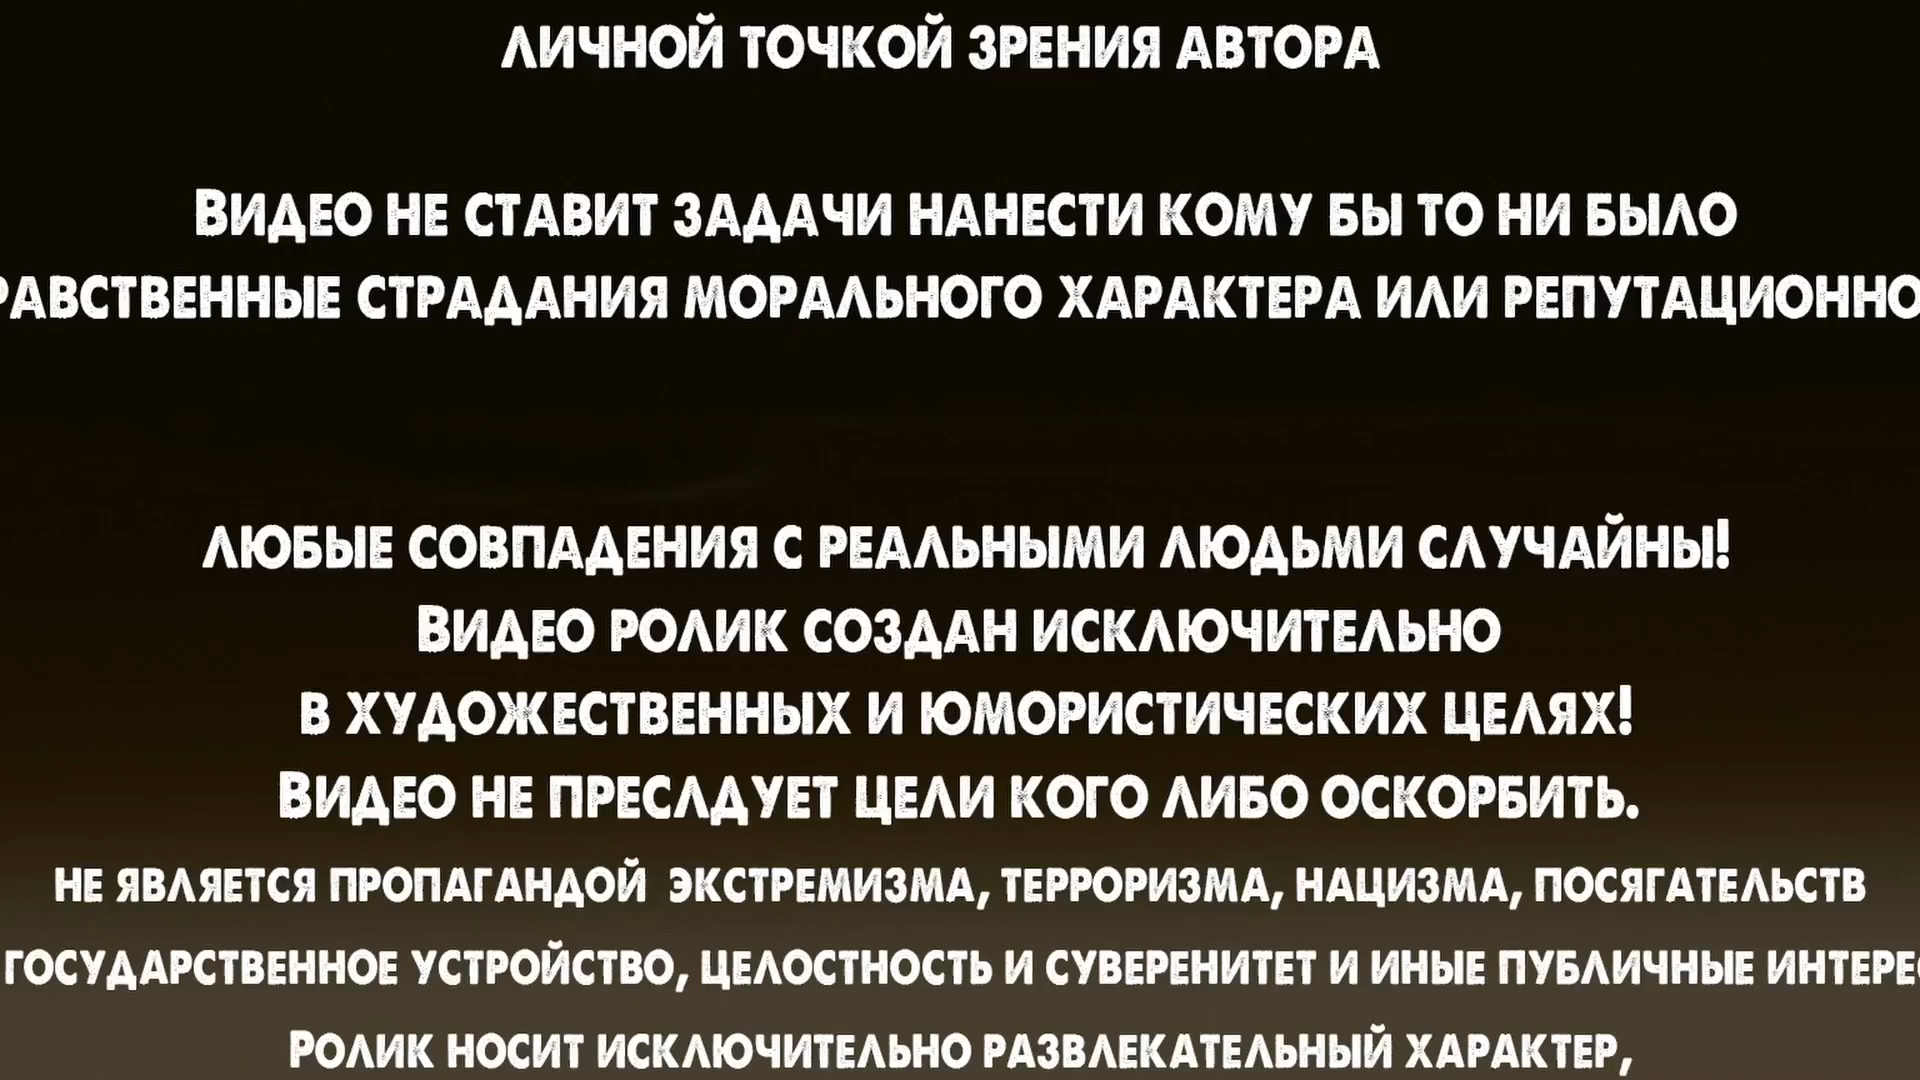 ЛИЧНОЙ ТОЧКОЙ ЗРЕНИЯ АВТОРА
ВИДЕО НЕ СТАВИТ ЗАДАЧИ НАНЕСТИ КОМУ БЫ ТО НИ БЫЛО
РАВСТВЕННЫЕ СТРАДАНИЯ МОРАЛЬНОГО ХАРАКТЕРА ИЛИ РЕПУТАЦИОННО
ЛЮБЫЕ СОВПАДЕНИЯ С РЕАЛЬНЫМИ ЛЮДЬМИ СЛУЧАЙНЫ!
ВИДЕО РОЛИК СОЗДАН ИСКЛЮЧИТЕЛЬНО
В ХУДОЖЕСТВЕННЫХ И ЮМОРИСТИЧЕСКИХ ЦЕЛЯХ!
ВИДЕО НЕ ПРЕСЛДУЕТ ЦЕЛИ КОГО ЛИБО ОСКОРБИТЬ.
НЕ ЯВЛЯЕТСЯ ПРОПАГАНДОЙ ЭКСТРЕМИЗМА, ТЕРРОРИЗМА, НАЦИЗМА, ПОСЯГАТЕЛЬСТВ
ГОСУДАРСТВЕННОЕ УСТРОЙСТВО, ЦЕЛОСТНОСТЬ И СУВЕРЕНИТЕТ И ИНЫЕ ПУБЛИЧНЫЕ ИНТЕРЕ
РОЛИК НОСИТ ИСКЛЮЧИТЕЛЬНО РАЗВЛЕКАТЕЛЬНЫЙ ХАРАКТЕР,